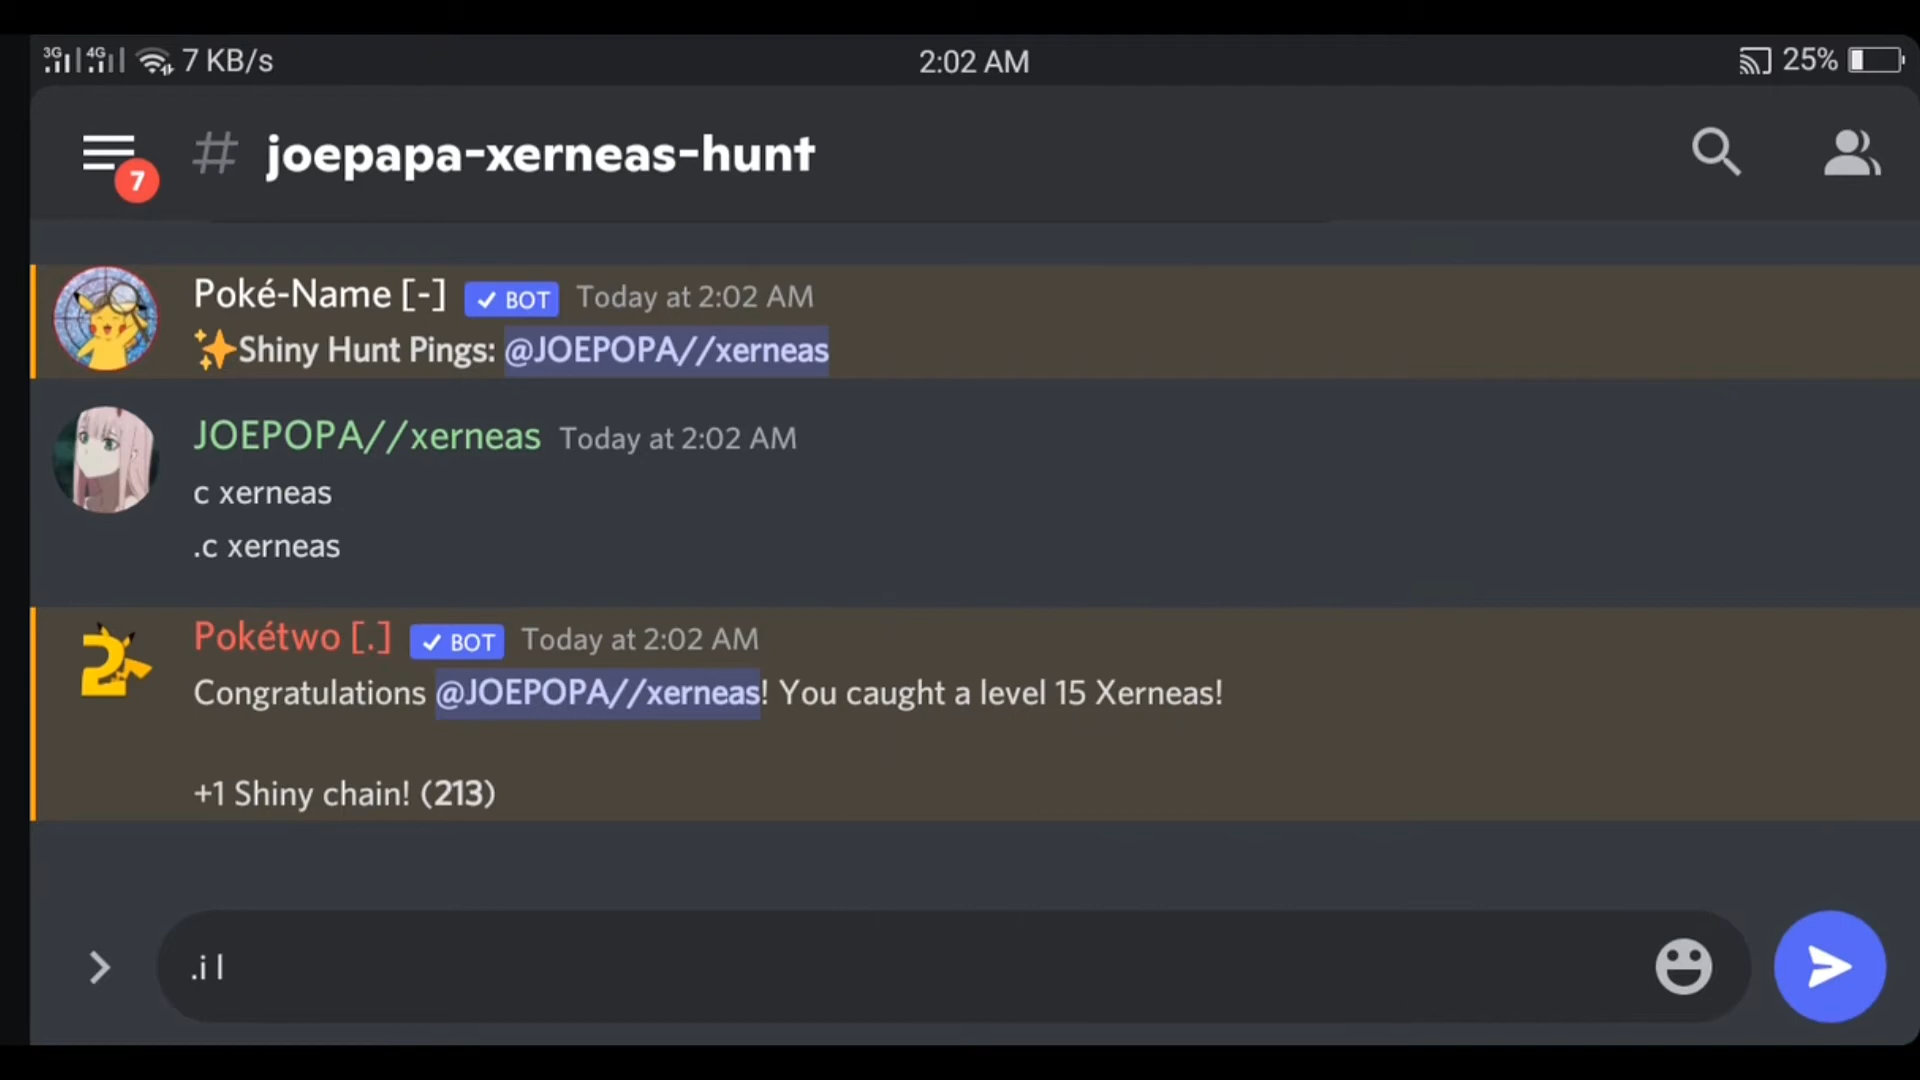 3G 4G 7 KB/s 2:02 AM 25%
7 # joepapa-xerneas-hunt
Poké-Name [-] ✓ BOT Today at 2:02 AM
✨Shiny Hunt Pings: @JOEPOPA//xerneas
JOEPOPA//xerneas Today at 2:02 AM
c xerneas
.c xerneas
Pokétwo [.] ✓ BOT Today at 2:02 AM
Congratulations @JOEPOPA//xerneas! You caught a level 15 Xerneas!
+1 Shiny chain! (213)
.i l